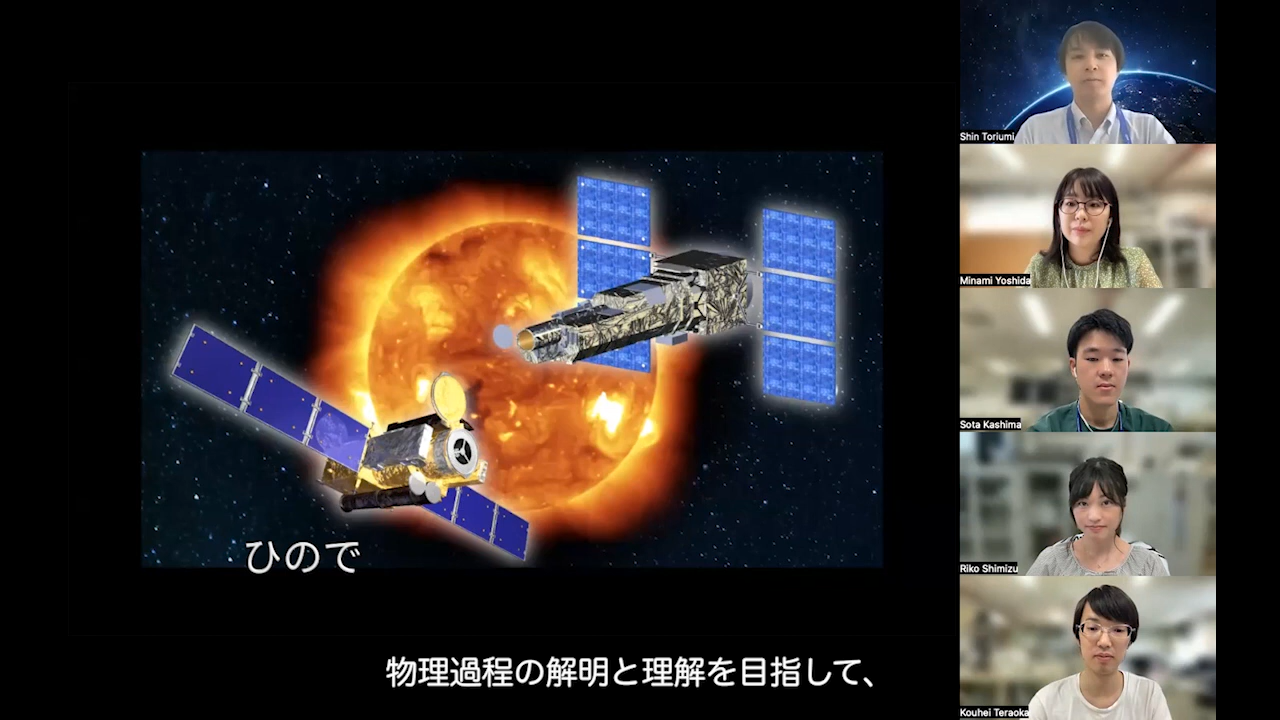 ひので
物理過程の解明と理解を目指して、
Shin Toriumi
Minami Yoshida
Sota Kashima
Riko Shimizu
Kouhei Teraoka